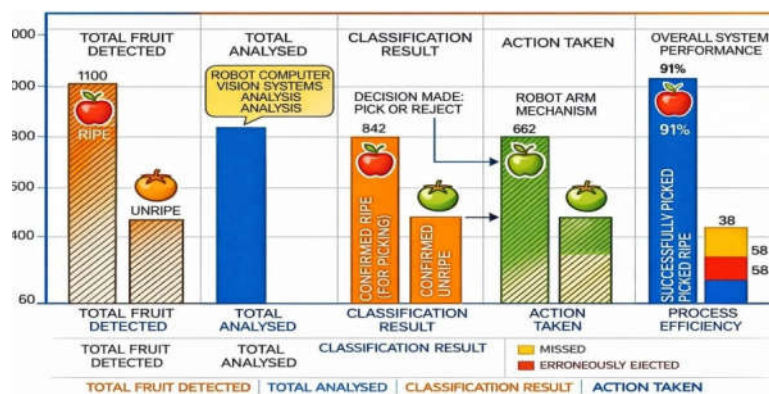 TOTAL FRUIT
DETECTED
TOTAL
ANALYSED
CLASSIFICATION
RESULT
ACTION TAKEN
OVERALL SYSTEM
PERFORMANCE
000
000
800
600
400
60
1100
RIPE
UNRIPE
ROBOT COMPUTER
VISION SYSTEMS
ANALYSIS
ANALYSIS
DECISION MADE:
PICK OR REJECT
842
CONFIRMED RIPE
(FOR PICKING)
CONFIRMED
UNRIPE
ROBOT ARM
MECHANISM
662
91%
91%
SUCCESSFULLY PICKED
PICKED RIPE
38
58
58
TOTAL FRUIT
DETECTED
TOTAL
ANALYSED
CLASSIFICATION
RESULT
ACTION
TAKEN
PROCESS
EFFICIENCY
TOTAL FRUIT
DETECTED
TOTAL
ANALYSED
CLASSIFICATION RESULT
MISSED
ERRONEOUSLY EJECTED
TOTAL FRUIT DETECTED | TOTAL ANALYSED | CLASSIFICATION RESULT | ACTION TAKEN